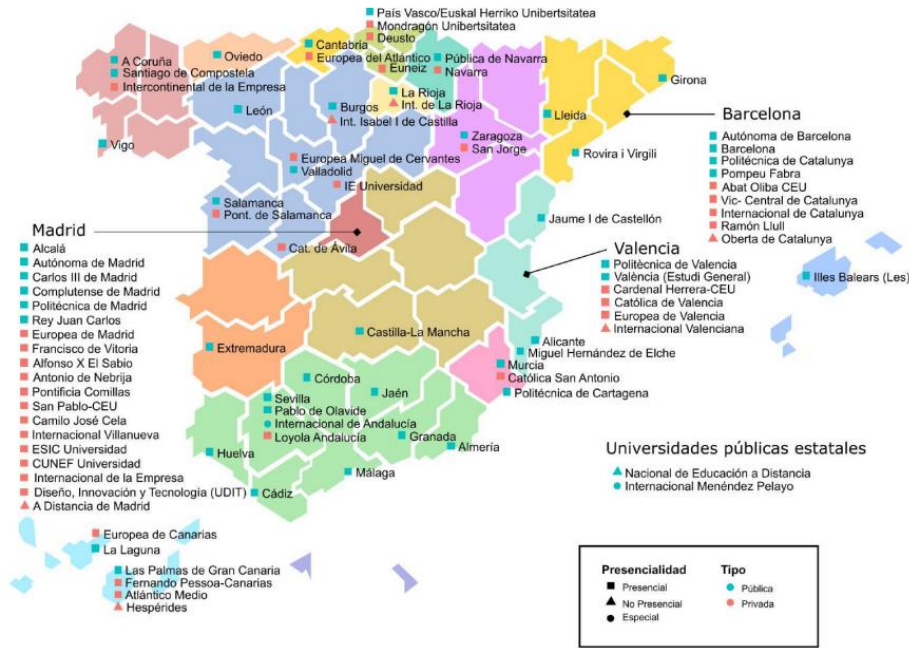 País Vasco/Euskal Herriko Unibertsitatea
Mondragón Unibertsitatea
Deusto
A Coruña
Santiago de Compostela
Intercontinental de la Empresa
Vigo
Oviedo
Cantabria
Europea del Atlántico
Euneiz
Pública de Navarra
Navarra
La Rioja
Int. de La Rioja
León
Burgos
Int. Isabel I de Castilla
Europea Miguel de Cervantes
Valladolid
IE Universidad
Salamanca
Pont. de Salamanca
Cat. de Ávila
Zaragoza
San Jorge
Lleida
Girona
Rovira i Virgili
Barcelona
Autónoma de Barcelona
Barcelona
Politécnica de Catalunya
Pompeu Fabra
Abat Oliba CEU
Vic- Central de Catalunya
Internacional de Catalunya
Ramón Llull
Oberta de Catalunya
Jaume I de Castellón
Valencia
Politècnica de Valencia
València (Estudi General)
Cardenal Herrera-CEU
Católica de Valencia
Europea de Valencia
Internacional Valenciana
Illes Balears (Les)
Madrid
Alcalá
Autónoma de Madrid
Carlos III de Madrid
Complutense de Madrid
Politécnica de Madrid
Rey Juan Carlos
Europea de Madrid
Francisco de Vitoria
Alfonso X El Sabio
Antonio de Nebrija
Pontificia Comillas
San Pablo-CEU
Camilo José Cela
Internacional Villanueva
ESIC Universidad
CUNEF Universidad
Internacional de la Empresa
Diseño, Innovación y Tecnología (UDIT)
A Distancia de Madrid
Extremadura
Castilla-La Mancha
Alicante
Miguel Hernández de Elche
Murcia
Católica San Antonio
Politécnica de Cartagena
Córdoba
Jaén
Sevilla
Pablo de Olavide
Internacional de Andalucía
Loyola Andalucía
Granada
Almería
Huelva
Málaga
Cádiz
Europea de Canarias
La Laguna
Las Palmas de Gran Canaria
Fernando Pessoa-Canarias
Atlántico Medio
Hespérides
Universidades públicas estatales
Nacional de Educación a Distancia
Internacional Menéndez Pelayo
Presencialidad
Presencial
No Presencial
Especial
Tipo
Pública
Privada